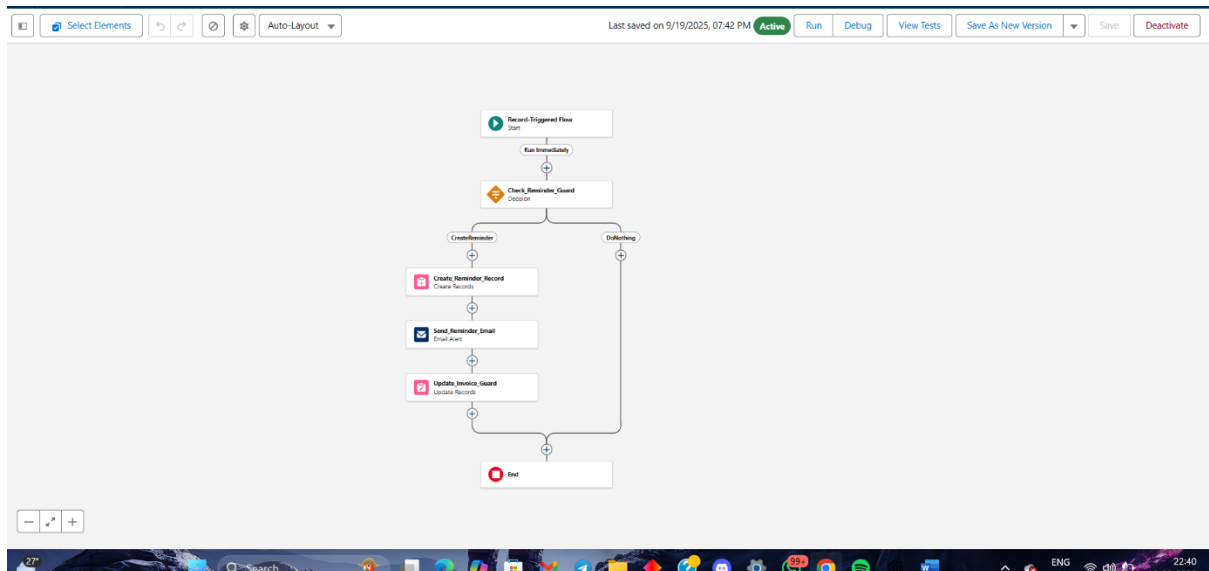 Select Elements
Auto-Layout
Last saved on 9/19/2025, 07:42 PM
Active
Run
Debug
View Tests
Save As New Version
Save
Deactivate
Record-Triggered Flow
Start
Run Immediately
Check_Reminder_Guard
Decision
CreateReminder
DoNothing
Create_Reminder_Record
Create Records
Send_Reminder_Email
Email Alert
Update_Invoice_Guard
Update Records
End
27°
Search
99+
ENG
22:40